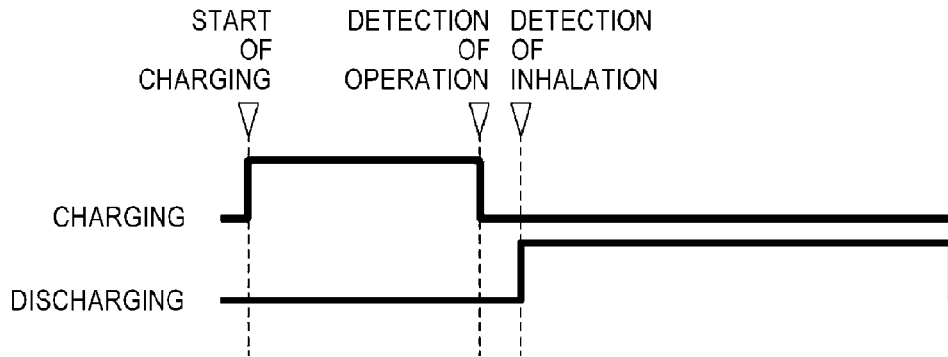 START
OF
CHARGING
DETECTION
OF
OPERATION
DETECTION
OF
INHALATION
CHARGING
DISCHARGING